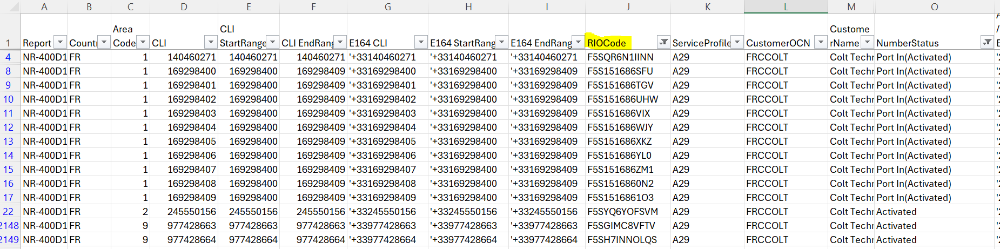 A B C D E F G H I J K L M O
Area
CLI
Custome
1 Report Countr Code CLI StartRange CLI EndRang E164 CLI E164 StartRang E164 EndRang RIOCode ServiceProfile CustomerOCN rName NumberStatus
4 NR-400D1 FR 1 140460271 140460271 140460271 '+33140460271 '+33140460271 '+33140460271 F5SQR6N1IINN A29 FRCCOLT Colt Techr Port In(Activated)
8 NR-400D1 FR 1 169298400 169298400 169298409 '+33169298400 '+33169298400 '+33169298409 F5S151686SFU A29 FRCCOLT Colt Techr Port In(Activated)
9 NR-400D1 FR 1 169298401 169298400 169298409 '+33169298401 '+33169298400 '+33169298409 F5S151686TGV A29 FRCCOLT Colt Techr Port In(Activated)
10 NR-400D1 FR 1 169298402 169298400 169298409 '+33169298402 '+33169298400 '+33169298409 F5S151686UHW A29 FRCCOLT Colt Techr Port In(Activated)
11 NR-400D1 FR 1 169298403 169298400 169298409 '+33169298403 '+33169298400 '+33169298409 F5S151686VIX A29 FRCCOLT Colt Techr Port In(Activated)
12 NR-400D1 FR 1 169298404 169298400 169298409 '+33169298404 '+33169298400 '+33169298409 F5S151686WJY A29 FRCCOLT Colt Techr Port In(Activated)
13 NR-400D1 FR 1 169298405 169298400 169298409 '+33169298405 '+33169298400 '+33169298409 F5S151686XKZ A29 FRCCOLT Colt Techr Port In(Activated)
14 NR-400D1 FR 1 169298406 169298400 169298409 '+33169298406 '+33169298400 '+33169298409 F5S151686YL0 A29 FRCCOLT Colt Techr Port In(Activated)
15 NR-400D1 FR 1 169298407 169298400 169298409 '+33169298407 '+33169298400 '+33169298409 F5S151686ZM1 A29 FRCCOLT Colt Techr Port In(Activated)
16 NR-400D1 FR 1 169298408 169298400 169298409 '+33169298408 '+33169298400 '+33169298409 F5S1516860N2 A29 FRCCOLT Colt Techr Port In(Activated)
17 NR-400D1 FR 1 169298409 169298400 169298409 '+33169298409 '+33169298400 '+33169298409 F5S1516861O3 A29 FRCCOLT Colt Techr Port In(Activated)
22 NR-400D1 FR 2 245550156 245550156 245550156 '+33245550156 '+33245550156 '+33245550156 F5SYQ6YOFSVM A29 FRCCOLT Colt Techr Activated
2148 NR-400D1 FR 9 977428663 977428663 977428663 '+33977428663 '+33977428663 '+33977428663 F5SGIMC8VFTV A29 FRCCOLT Colt Techr Activated
2149 NR-400D1 FR 9 977428664 977428664 977428664 '+33977428664 '+33977428664 '+33977428664 F5SH7INNOLQS A29 FRCCOLT Colt Techr Activated